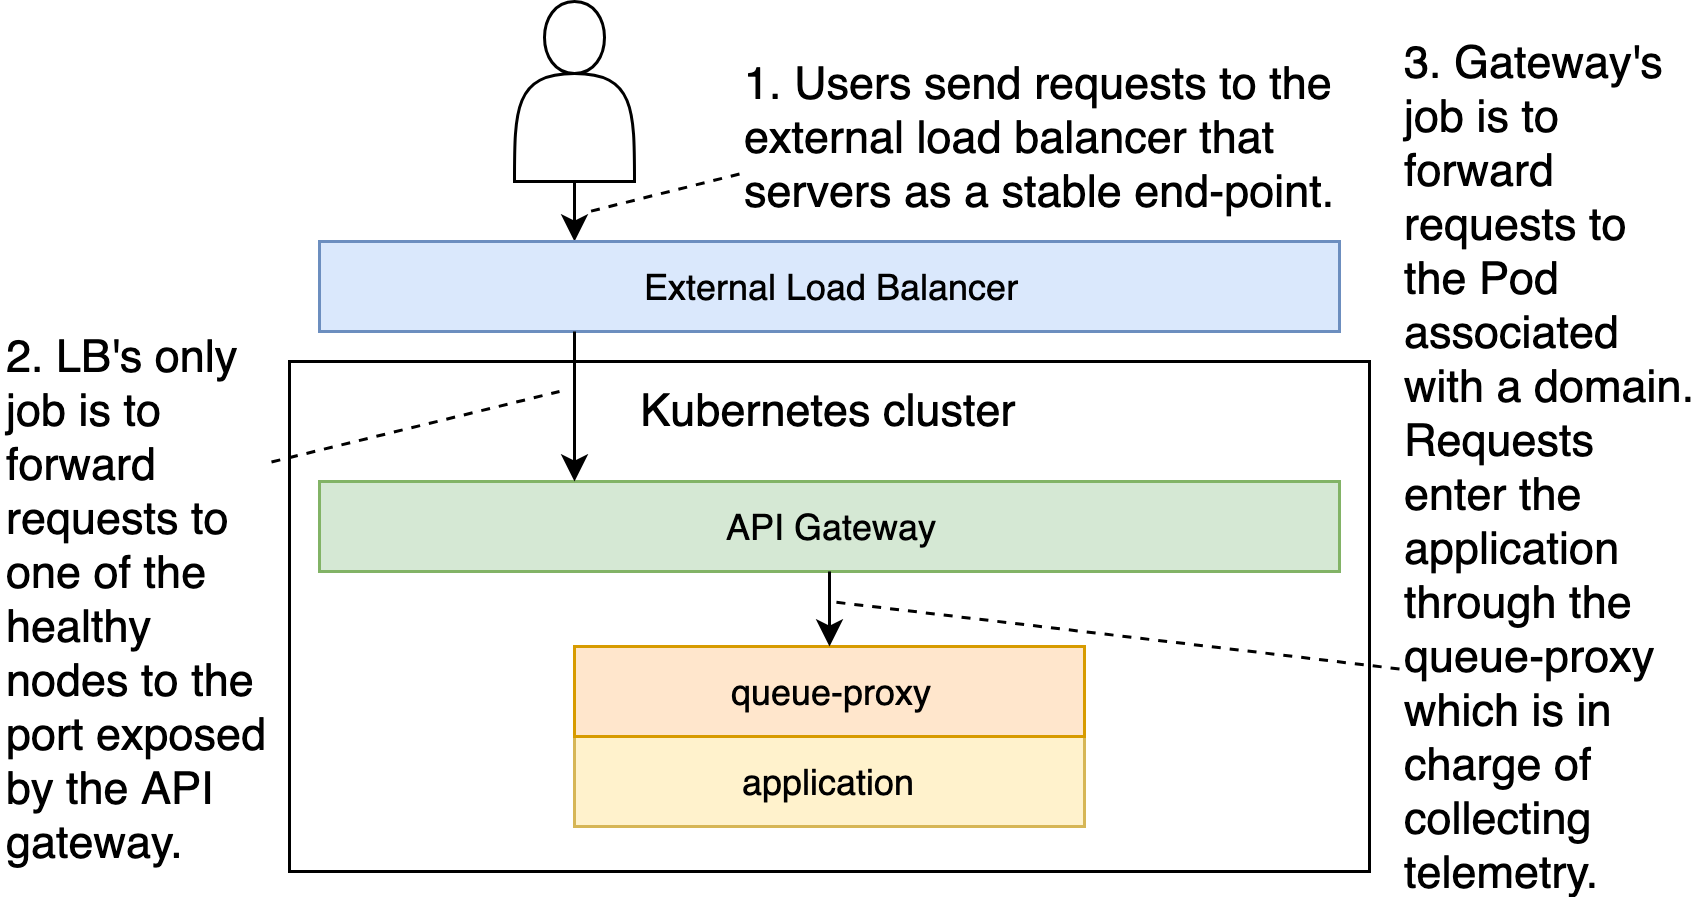 1. Users send requests to the
external load balancer that
servers as a stable end-point.
External Load Balancer
2. LB's only
job is to
forward
requests to
one of the
healthy
nodes to the
port exposed
by the API
gateway.
Kubernetes cluster
API Gateway
queue-proxy
application
3. Gateway's
job is to
forward
requests to
the Pod
associated
with a domain.
Requests
enter the
application
through the
queue-proxy
which is in
charge of
collecting
telemetry.